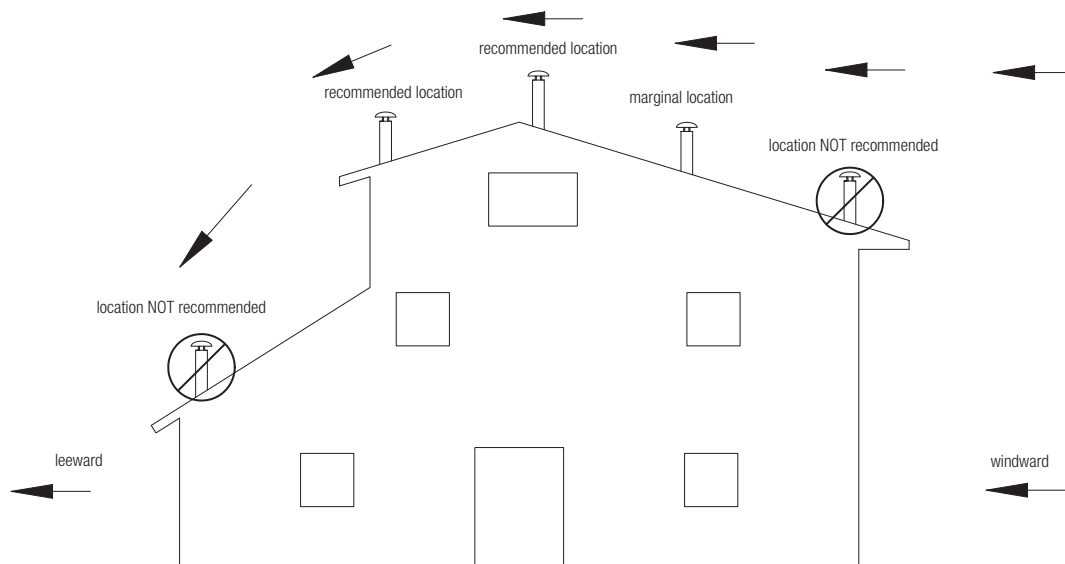 recommended location
recommended location
marginal location
location NOT recommended
location NOT recommended
leeward
windward